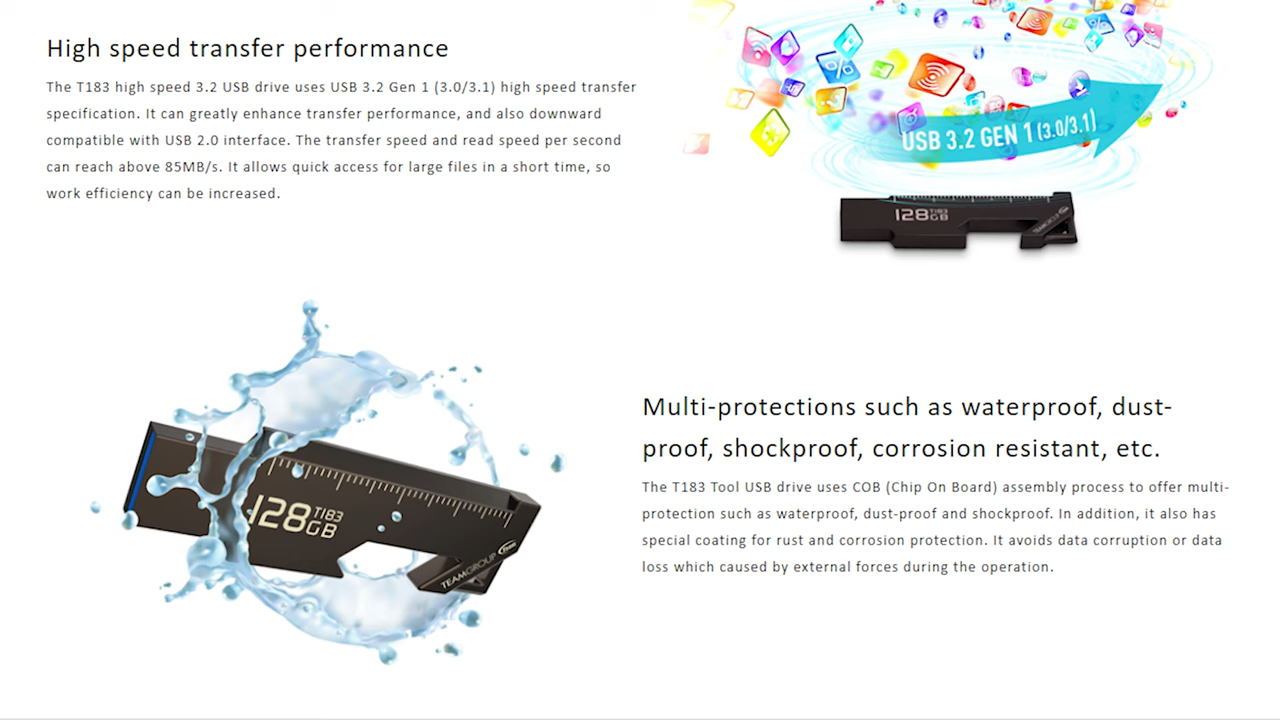 High speed transfer performance
The T183 high speed 3.2 USB drive uses USB 3.2 Gen 1 (3.0/3.1) high speed transfer
specification. It can greatly enhance transfer performance, and also downward
compatible with USB 2.0 interface. The transfer speed and read speed per second
can reach above 85MB/s. It allows quick access for large files in a short time, so
work efficiency can be increased.
%
%
USB 3.2 GEN 1 (3.0/3.1)
128 T183
GB
TEAMGROUP
Multi-protections such as waterproof, dust-
proof, shockproof, corrosion resistant, etc.
The T183 Tool USB drive uses COB (Chip On Board) assembly process to offer multi-
protection such as waterproof, dust-proof and shockproof. In addition, it also has
special coating for rust and corrosion protection. It avoids data corruption or data
loss which caused by external forces during the operation.
128 T183
GB
TEAMGROUP Team